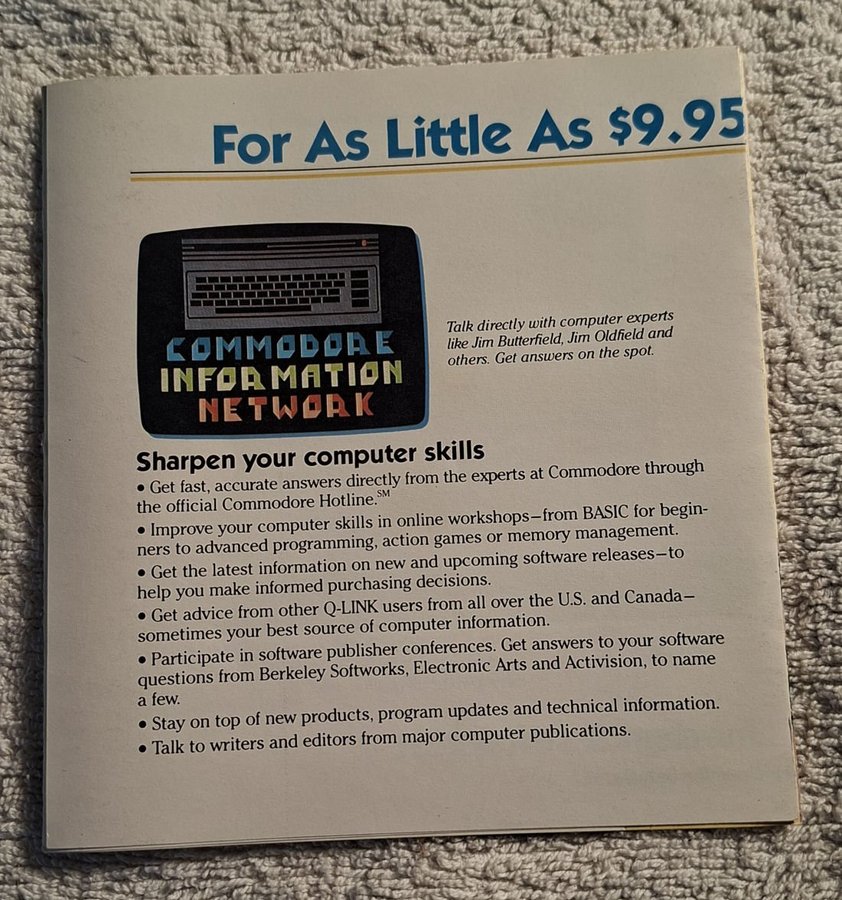 For As Little As $9.95
COMMODORE
INFORMATION
NETWORK
Talk directly with computer experts
like Jim Butterfield, Jim Oldfield and
others. Get answers on the spot.
Sharpen your computer skills
• Get fast, accurate answers directly from the experts at Commodore through
the official Commodore Hotline.℠
• Improve your computer skills in online workshops—from BASIC for begin-
ners to advanced programming, action games or memory management.
• Get the latest information on new and upcoming software releases—to
help you make informed purchasing decisions.
• Get advice from other Q-LINK users from all over the U.S. and Canada—
sometimes your best source of computer information.
• Participate in software publisher conferences. Get answers to your software
questions from Berkeley Softworks, Electronic Arts and Activision, to name
a few.
• Stay on top of new products, program updates and technical information.
• Talk to writers and editors from major computer publications.